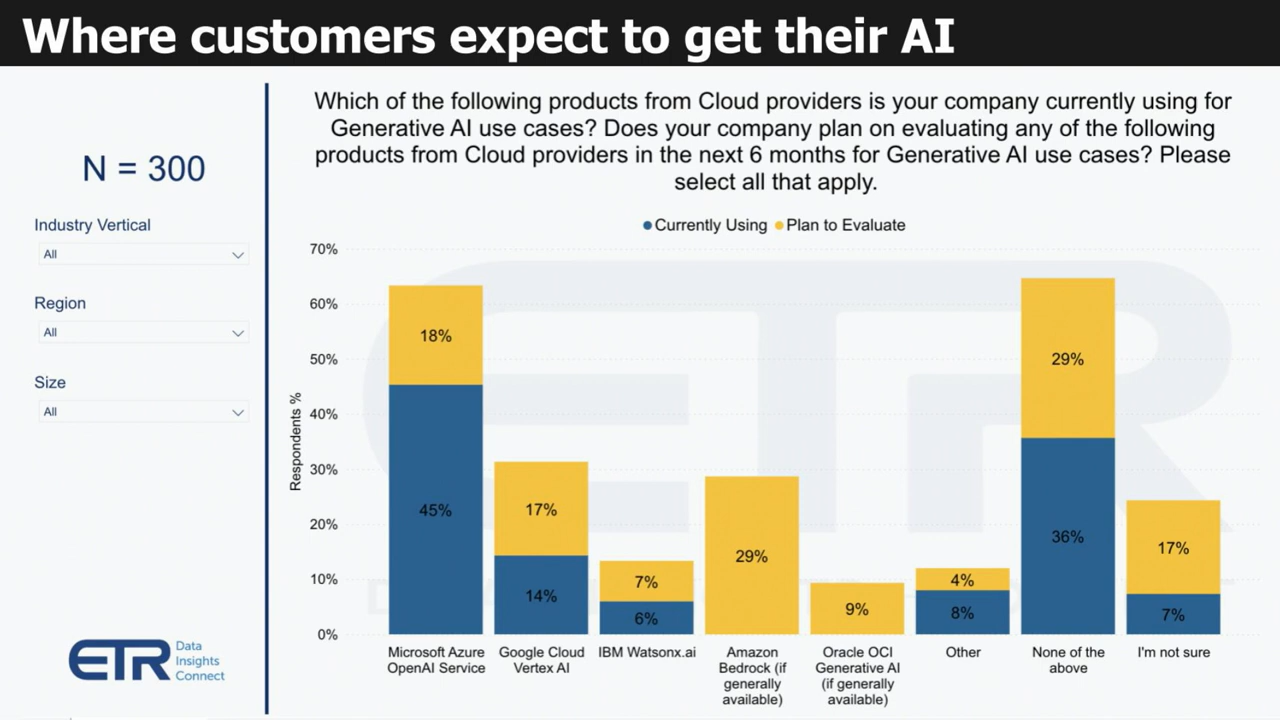 Where customers expect to get their AI
N = 300
Industry Vertical
All
Region
All
Size
All
ETR
Data
Insights
Connect
Which of the following products from Cloud providers is your company currently using for
Generative AI use cases? Does your company plan on evaluating any of the following
products from Cloud providers in the next 6 months for Generative AI use cases? Please
select all that apply.
Currently Using
Plan to Evaluate
Respondents %
70%
60%
50%
40%
30%
20%
10%
0%
18%
45%
17%
14%
7%
6%
29%
9%
4%
8%
29%
36%
17%
7%
Microsoft Azure
OpenAI Service
Google Cloud
Vertex AI
IBM Watsonx.ai
Amazon
Bedrock (if
generally
available)
Oracle OCI
Generative AI
(if generally
available)
Other
None of the
above
I'm not sure
ETR